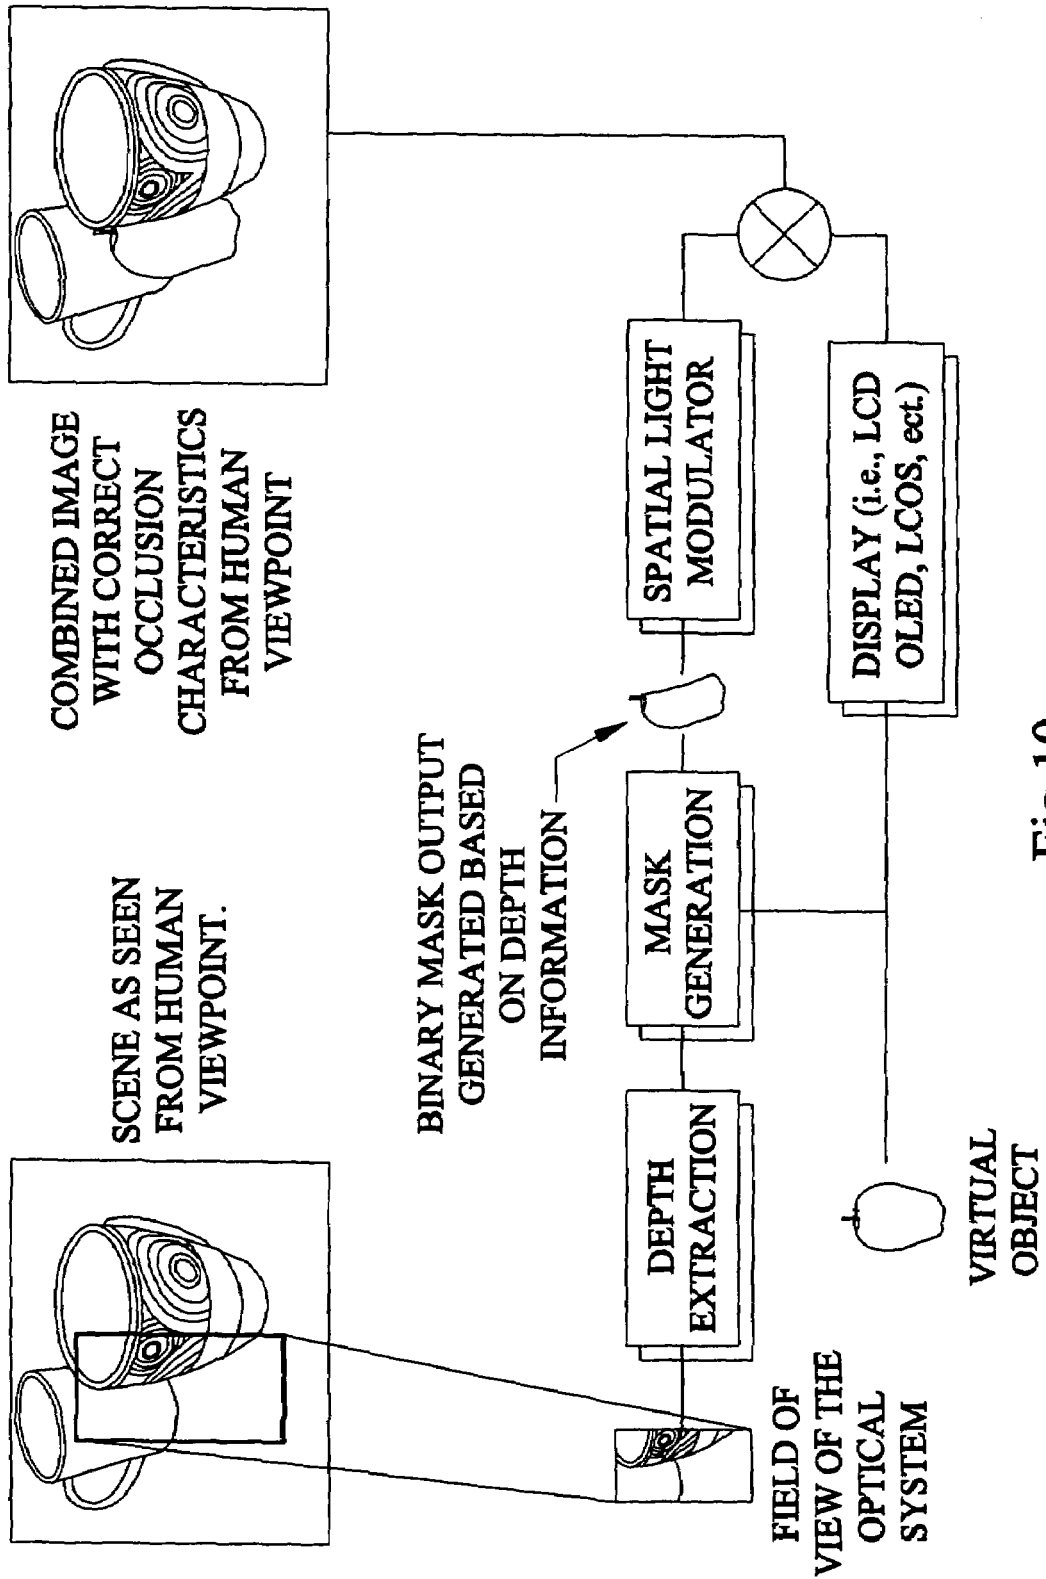 SCENE AS SEEN
FROM HUMAN
VIEWPOINT.
COMBINED IMAGE
WITH CORRECT
OCCLUSION
CHARACTERISTICS
FROM HUMAN
VIEWPOINT
BINARY MASK OUTPUT
GENERATED BASED
ON DEPTH
INFORMATION
DEPTH
EXTRACTION
MASK
GENERATION
SPATIAL LIGHT
MODULATOR
FIELD OF
VIEW OF THE
OPTICAL
SYSTEM
DISPLAY (i.e., LCD
OLED, LCOS, ect.)
VIRTUAL
OBJECT
Fig